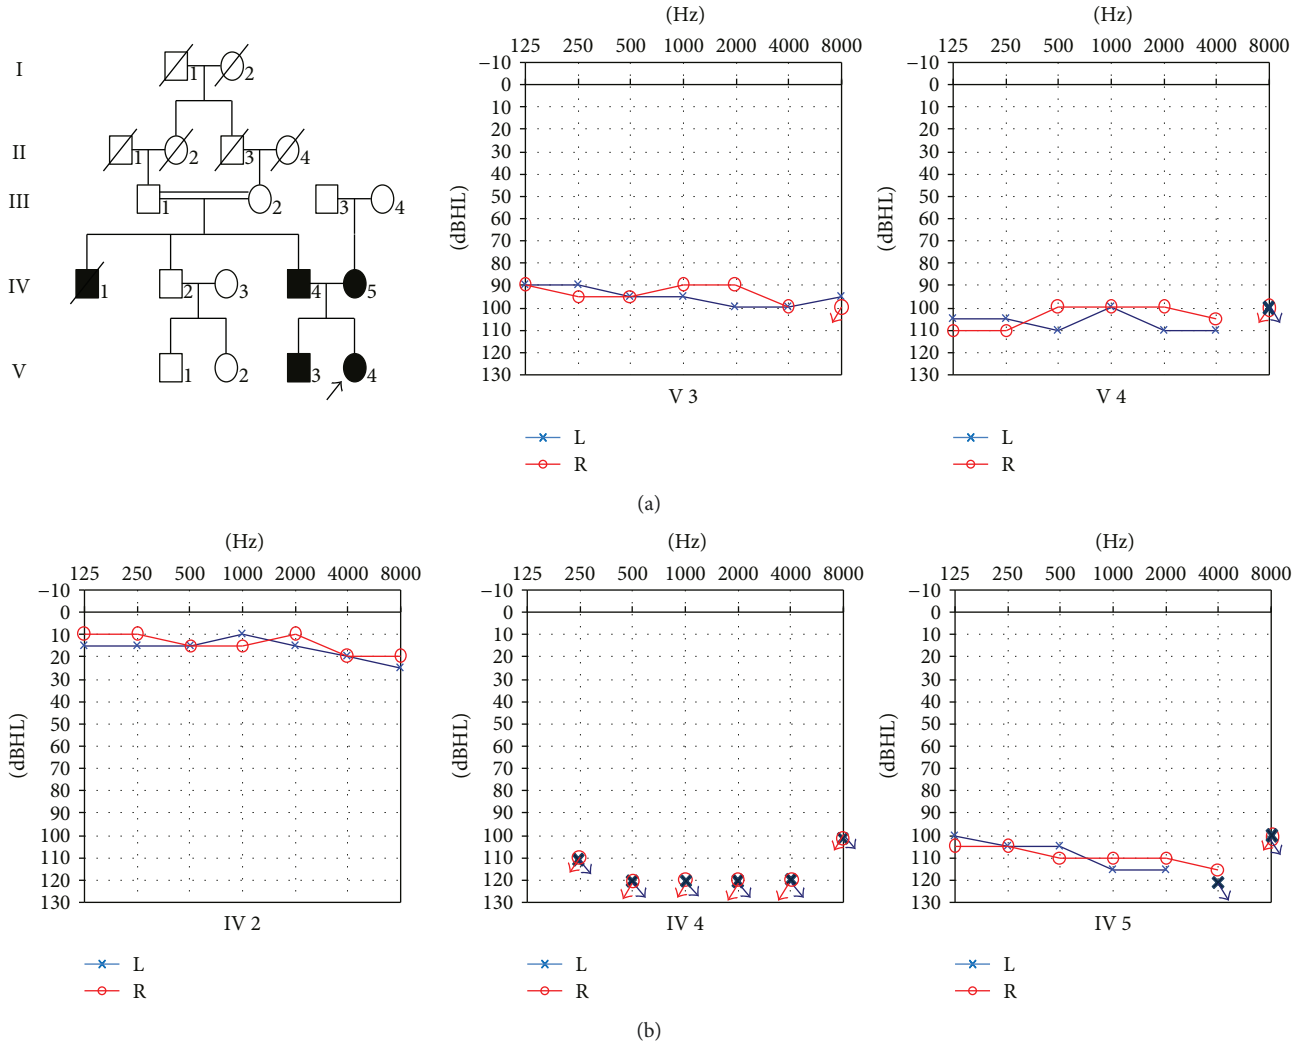 I
1 2
II
1 2 3 4
III
1 2 3 4
IV
1 2 3 4 5
V
1 2 3 4
(Hz)
125 250 500 1000 2000 4000 8000
−10
0
10
20
30
40
50
60
70
80
90
100
110
120
130
(dBHL)
V 3
L
R
(Hz)
125 250 500 1000 2000 4000 8000
−10
0
10
20
30
40
50
60
70
80
90
100
110
120
130
(dBHL)
V 4
L
R
(a)
(Hz)
125 250 500 1000 2000 4000 8000
−10
0
10
20
30
40
50
60
70
80
90
100
110
120
130
(dBHL)
IV 2
L
R
(Hz)
125 250 500 1000 2000 4000 8000
−10
0
10
20
30
40
50
60
70
80
90
100
110
120
130
(dBHL)
IV 4
L
R
(Hz)
125 250 500 1000 2000 4000 8000
−10
0
10
20
30
40
50
60
70
80
90
100
110
120
130
(dBHL)
IV 5
L
R
(b)